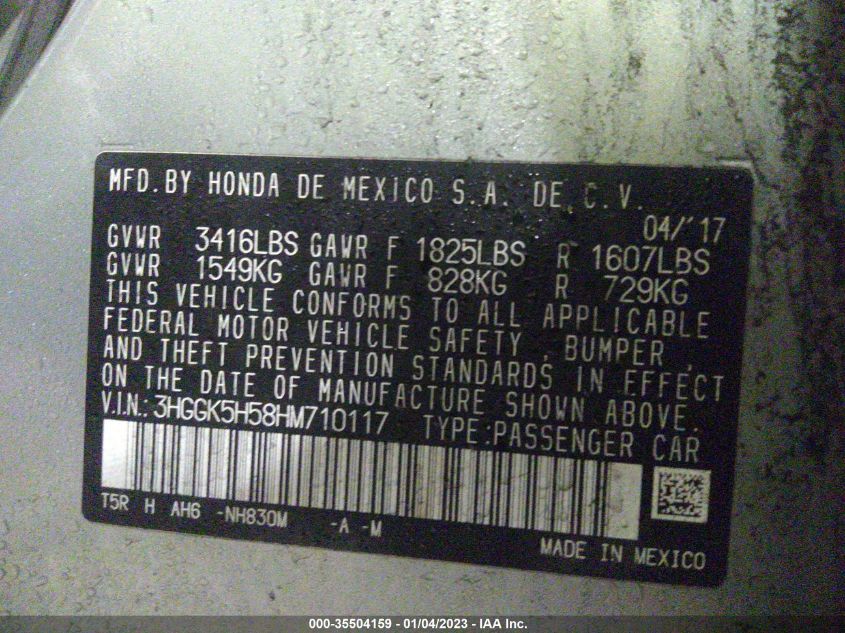 MFD. BY HONDA DE MEXICO S.A. DE C.V.
04/'17
GVWR 3416LBS GAWR F 1825LBS R 1607LBS
GVWR 1549KG GAWR F 828KG R 729KG
THIS VEHICLE CONFORMS TO ALL APPLICABLE
FEDERAL MOTOR VEHICLE SAFETY, BUMPER,
AND THEFT PREVENTION STANDARDS IN EFFECT
ON THE DATE OF MANUFACTURE SHOWN ABOVE.
V.I.N.: 3HGGK5H58HM710117 TYPE:PASSENGER CAR
T5R H AH6 -NH830M -A -M
MADE IN MEXICO
000-35504159 - 01/04/2023 - IAA Inc.